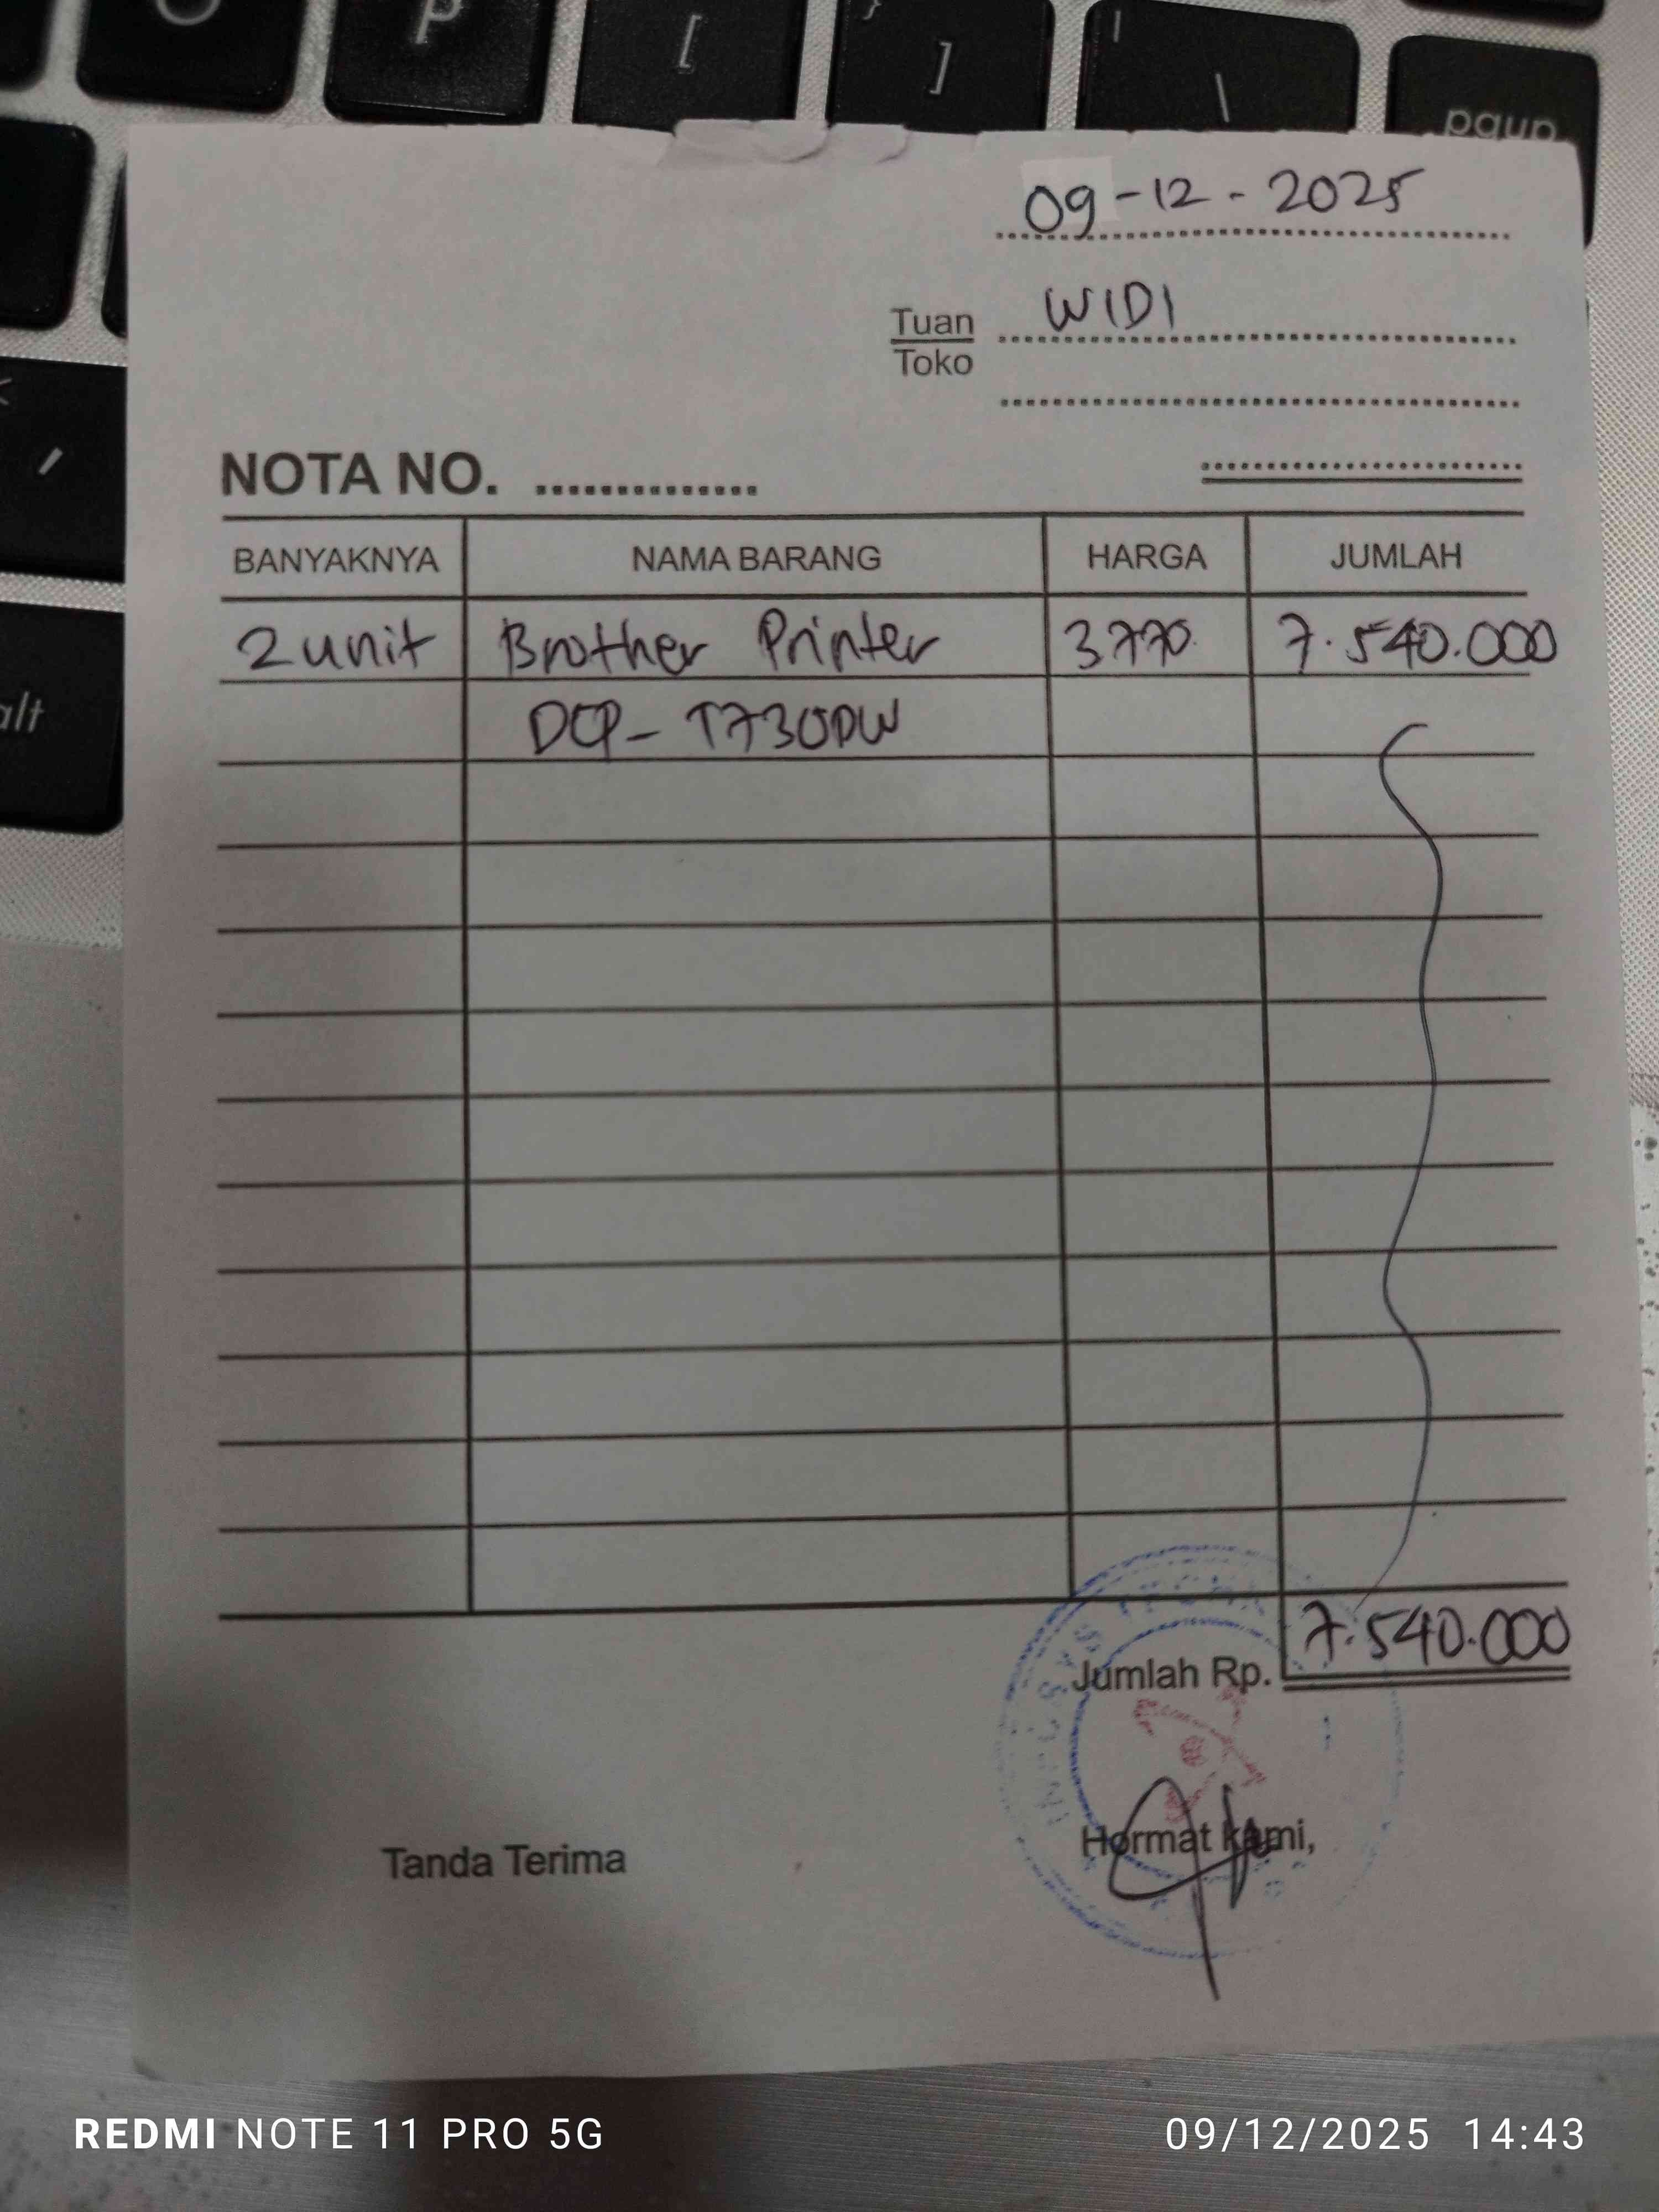 P
[
}
]
|
\
pgup
<
,
alt
09-12-2025
Tuan WIDI
Toko
NOTA NO. ...............
BANYAKNYA NAMA BARANG HARGA JUMLAH
2 unit Brother Printer 3770. 7.540.000
DCP-T730DW
Jumlah Rp. 7.540.000
Tanda Terima Hormat kami,
REDMI NOTE 11 PRO 5G 09/12/2025 14:43